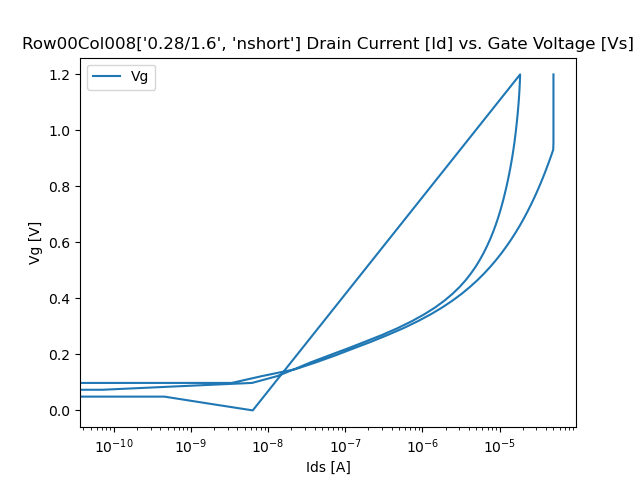 Row00Col008['0.28/1.6', 'nshort'] Drain Current [Id] vs. Gate Voltage [Vs]
Vg
1.2
1.0
0.8
0.6
0.4
0.2
0.0
Vg [V]
10⁻¹⁰ 10⁻⁹ 10⁻⁸ 10⁻⁷ 10⁻⁶ 10⁻⁵
Ids [A]